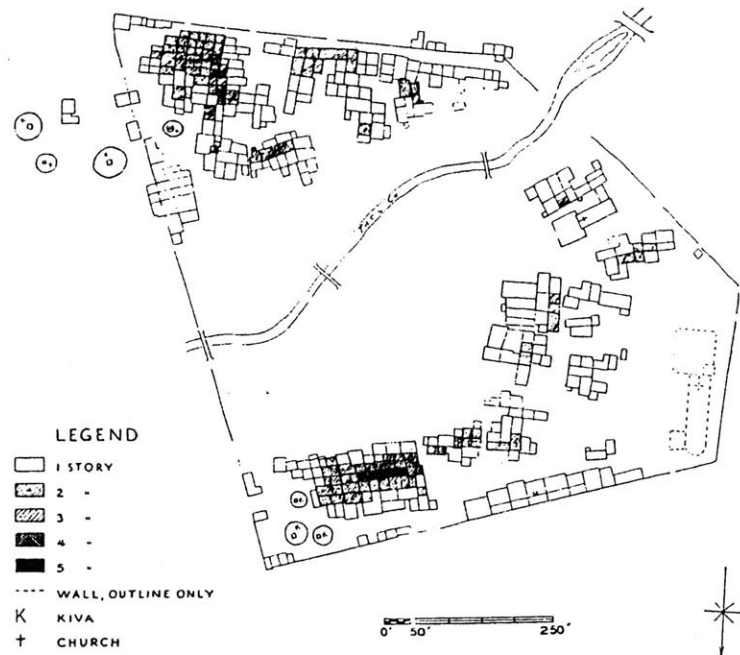 LEGEND
1 STORY
2 "
3 "
4 "
5 "
WALL, OUTLINE ONLY
K KIVA
† CHURCH
0' 50' 250'